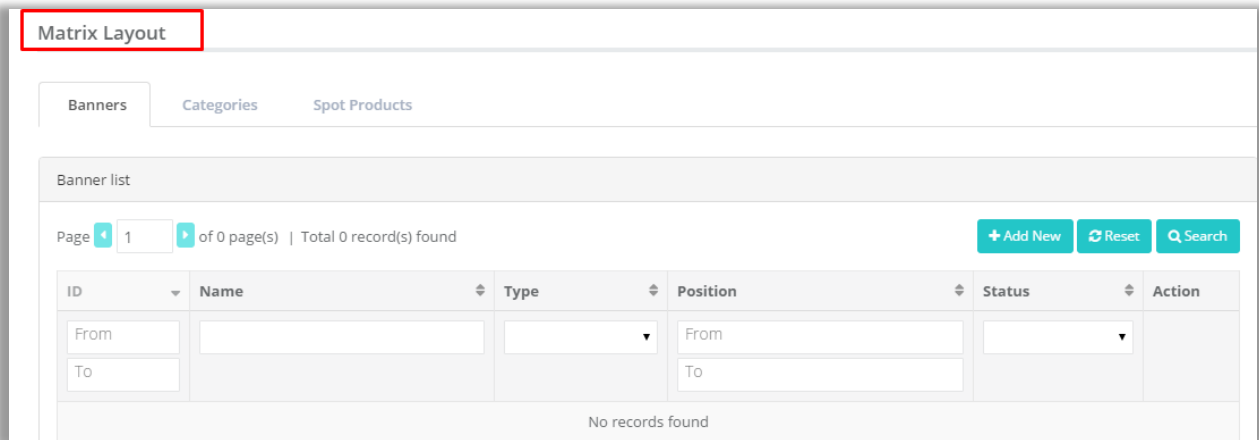 Matrix Layout
Banners Categories Spot Products
Banner list
Page 1 of 0 page(s) | Total 0 record(s) found Add New Reset Search
ID Name Type Position Status Action
From From
To To
No records found